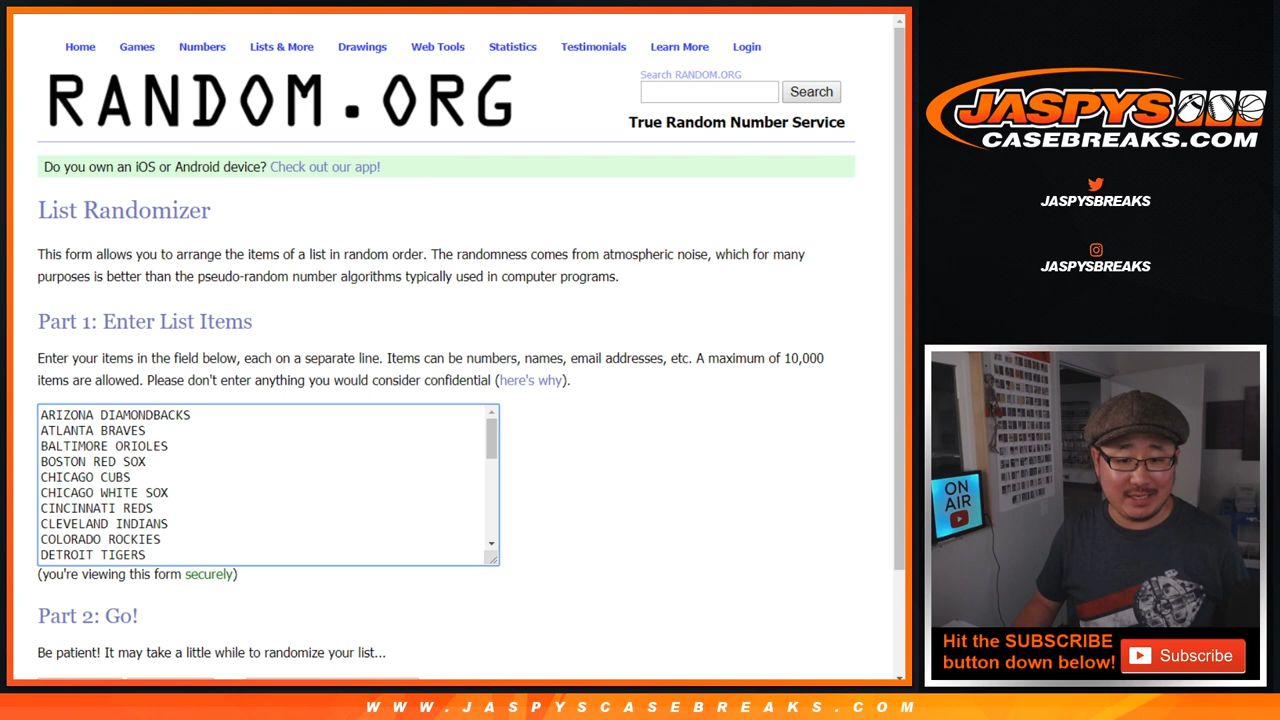 Home Games Numbers Lists & More Drawings Web Tools Statistics Testimonials Learn More Login
RANDOM.ORG
Search RANDOM.ORG
Search
True Random Number Service
Do you own an iOS or Android device? Check out our app!
List Randomizer
This form allows you to arrange the items of a list in random order. The randomness comes from atmospheric noise, which for many
purposes is better than the pseudo-random number algorithms typically used in computer programs.
Part 1: Enter List Items
Enter your items in the field below, each on a separate line. Items can be numbers, names, email addresses, etc. A maximum of 10,000
items are allowed. Please don't enter anything you would consider confidential (here's why).
ARIZONA DIAMONDBACKS
ATLANTA BRAVES
BALTIMORE ORIOLES
BOSTON RED SOX
CHICAGO CUBS
CHICAGO WHITE SOX
CINCINNATI REDS
CLEVELAND INDIANS
COLORADO ROCKIES
DETROIT TIGERS
(you're viewing this form securely)
Part 2: Go!
Be patient! It may take a little while to randomize your list...
JASPYS
CASEBREAKS.COM
JASPYSBREAKS
JASPYSBREAKS
ON
AIR
Hit the SUBSCRIBE
button down below!
Subscribe
WWW.JASPYSCASEBREAKS.COM